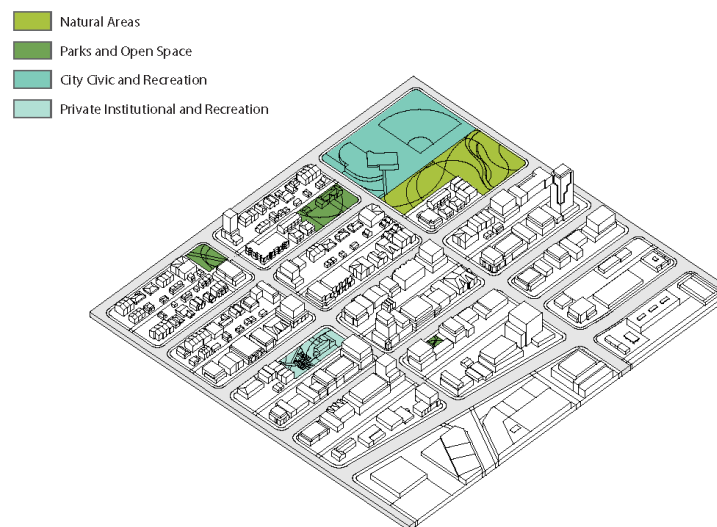 Natural Areas
Parks and Open Space
City Civic and Recreation
Private Institutional and Recreation